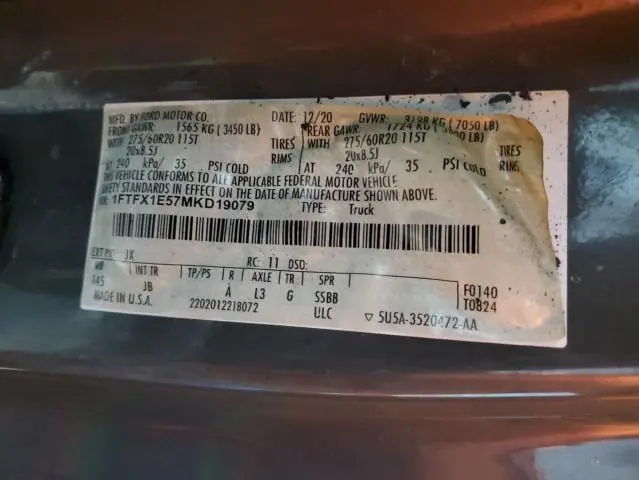 MFD. BY FORD MOTOR CO. DATE: 12/20 GVWR: KG (7050 LB)
FRONT GAWR: 1565 KG (3450 LB) REAR GAWR: 1724 KG LB)
WITH 275/60R20 115T TIRES WITH 275/60R20 115T TIRES
20x8.5J RIMS 20x8.5J RIMS
AT 240 kPa/ 35 PSI COLD AT 240 kPa/ 35 PSI COLD
THIS VEHICLE CONFORMS TO ALL APPLICABLE FEDERAL MOTOR VEHICLE
SAFETY STANDARDS IN EFFECT ON THE DATE OF MANUFACTURE SHOWN ABOVE.
VIN: 1FTFX1E57MKD19079 TYPE: Truck
EXT PNT: JX RC: 11 DSO:
WB INT TR TP/PS R AXLE TR SPR F0140
145 JB A L3 G SSBB T0824
MADE IN U.S.A. 2202012218072 ULC ▽ 5U5A-3520472-AA